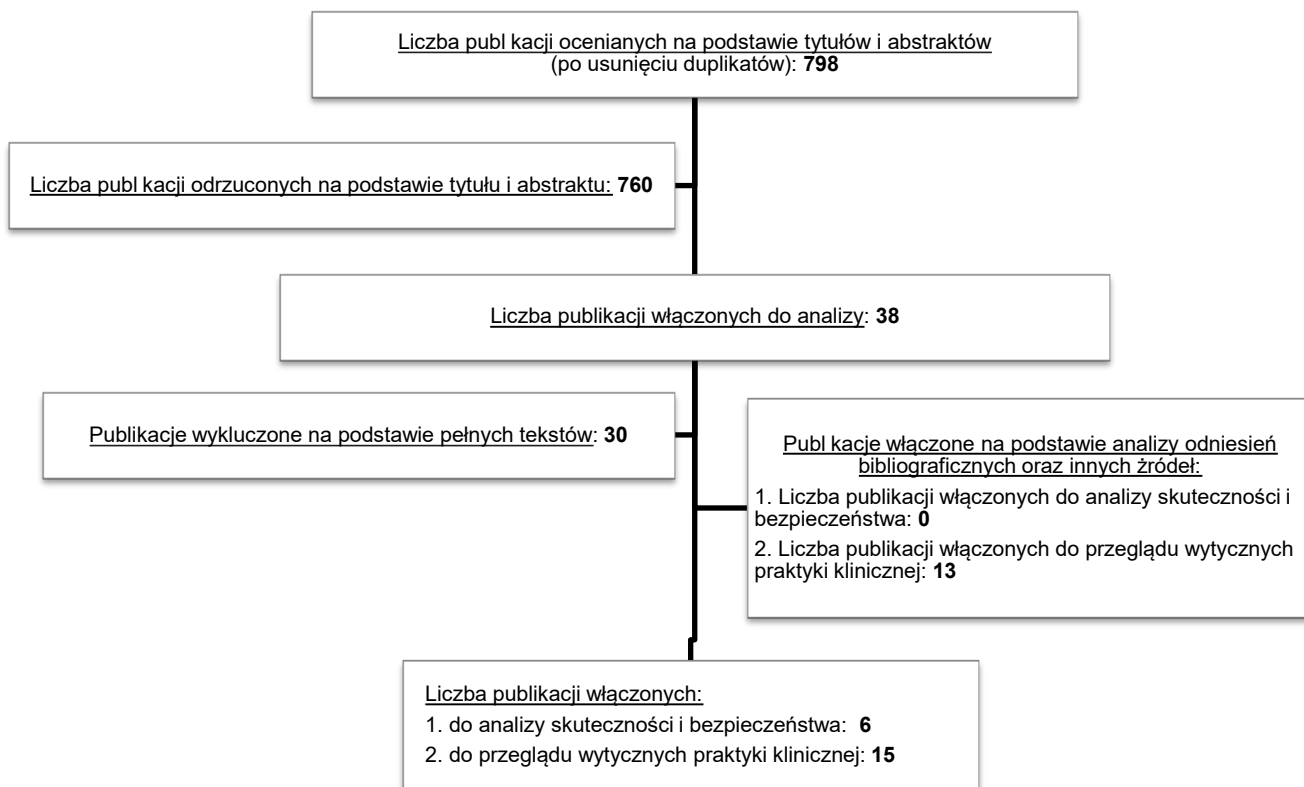 Liczba publ kacji ocenianych na podstawie tytułów i abstraktów
(po usunięciu duplikatów): 798
Liczba publ kacji odrzuconych na podstawie tytułu i abstraktu: 760
Liczba publikacji włączonych do analizy: 38
Publikacje wykluczone na podstawie pełnych tekstów: 30
Publ kacje włączone na podstawie analizy odniesień
bibliograficznych oraz innych żródeł:
1. Liczba publikacji włączonych do analizy skuteczności i
bezpieczeństwa: 0
2. Liczba publikacji włączonych do przeglądu wytycznych
praktyki klinicznej: 13
Liczba publikacji włączonych:
1. do analizy skuteczności i bezpieczeństwa: 6
2. do przeglądu wytycznych praktyki klinicznej: 15